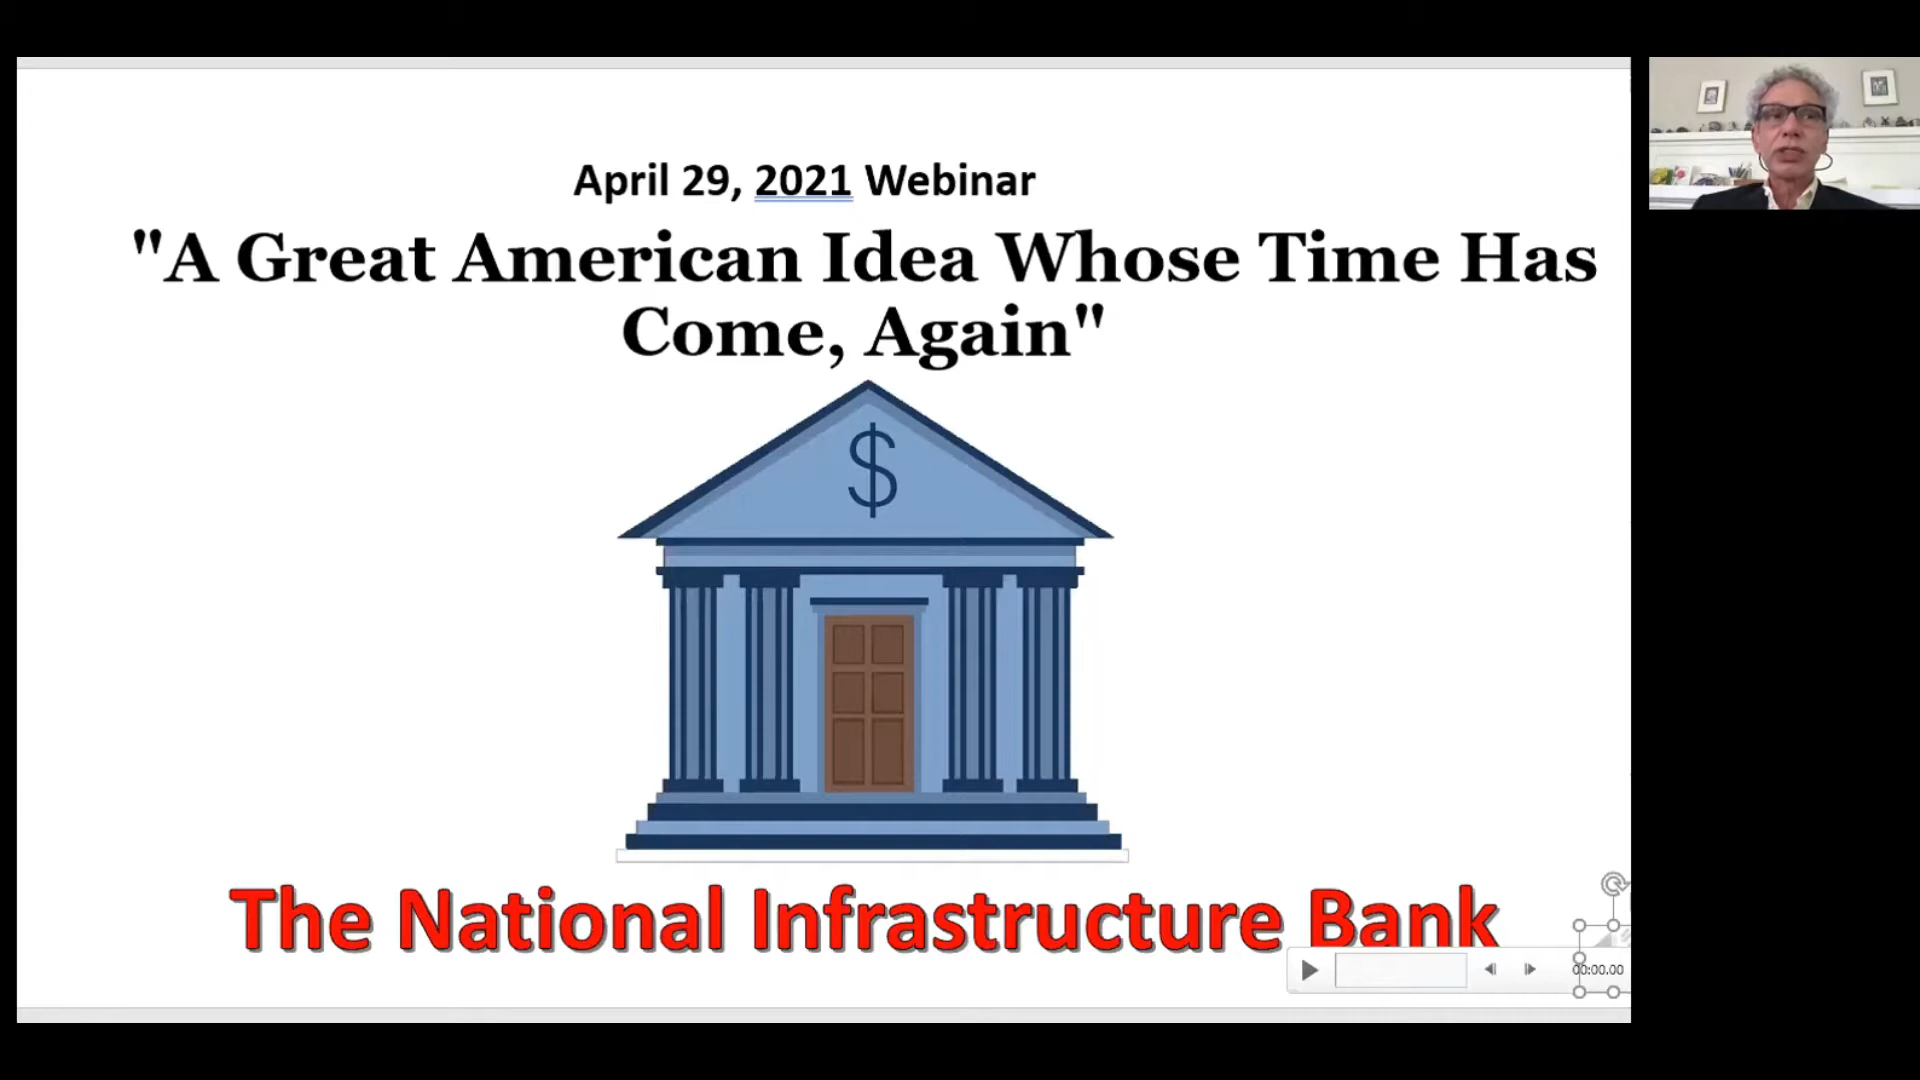 April 29, 2021 Webinar
"A Great American Idea Whose Time Has
Come, Again"
$
The National Infrastructure Bank
00:00.00